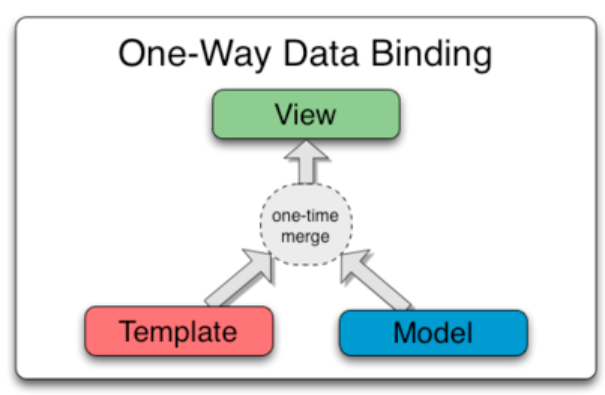 One-Way Data Binding
View
one-time
merge
Template
Model